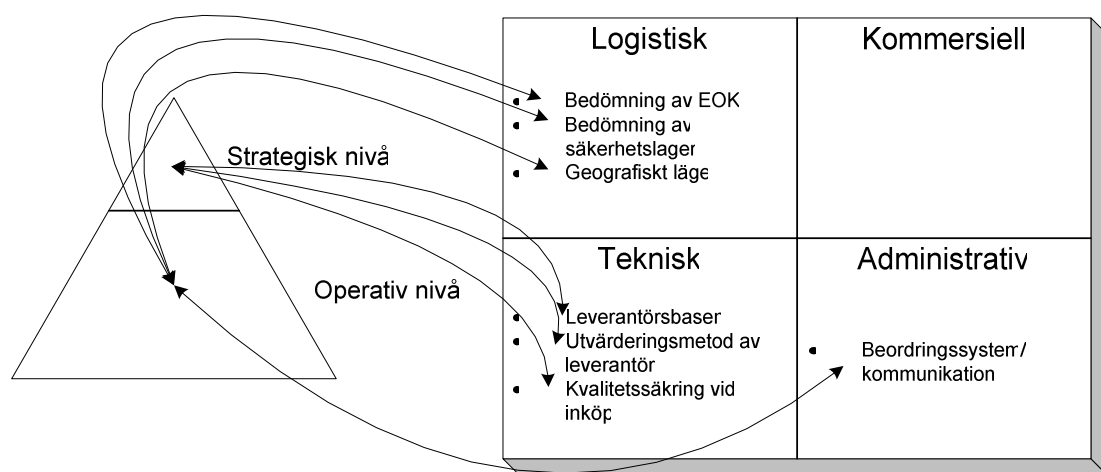 Logistisk
Kommersiell
Bedömning av EOK
Bedömning av
säkerhetslager
Geografiskt läge
Strategisk nivå
Operativ nivå
Teknisk
Administrativ
Leverantörsbasen
Utvärderingsmetod av
leverantör
Kvalitetssäkring vid
inköp
Beordringssystem/
kommunikation